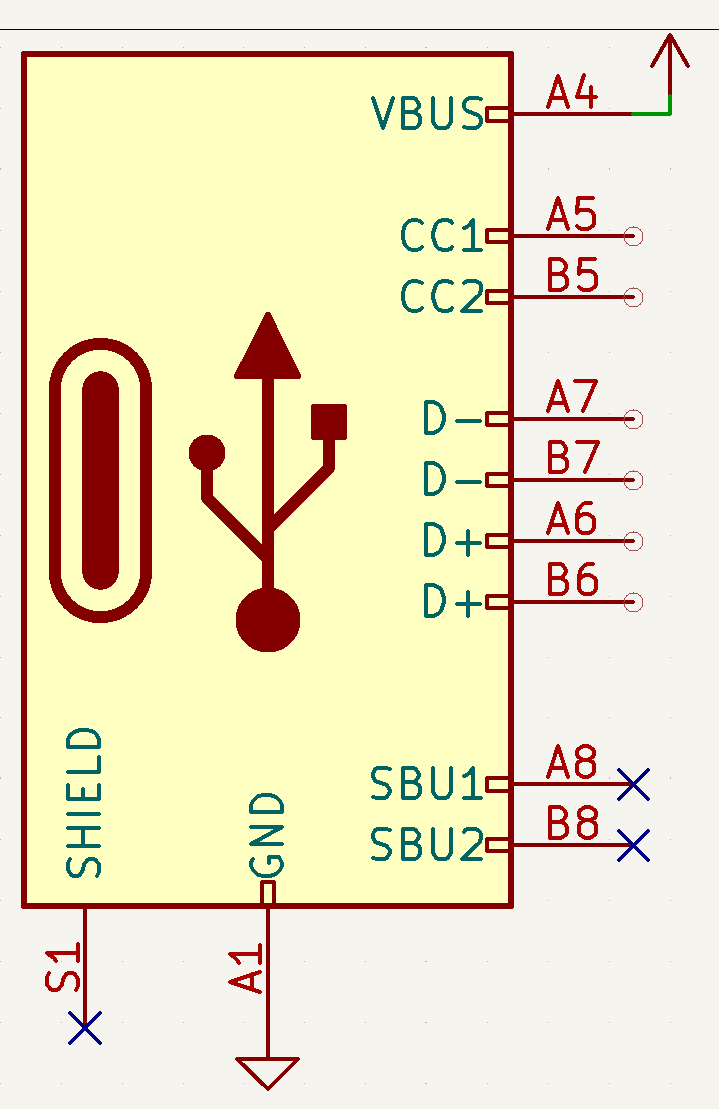 A4
VBUS
A5
CC1
B5
CC2
A7
D-
B7
D-
A6
D+
B6
D+
A8
SBU1
B8
SBU2
SHIELD
GND
S1
A1